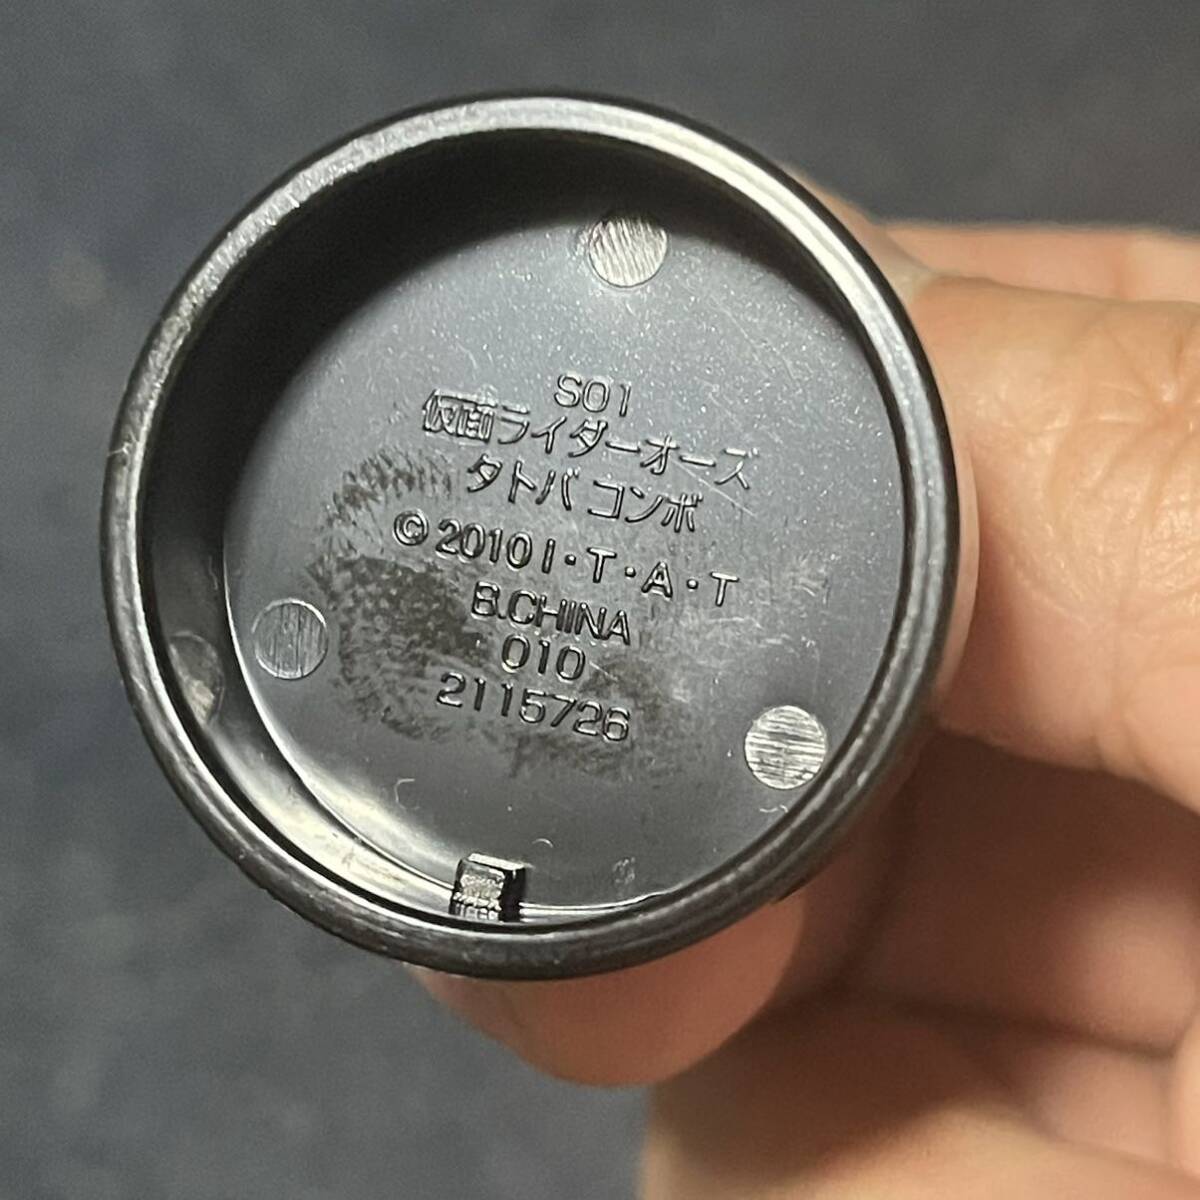 S01
仮面ライダーオーズ
タトバ コンボ
©2010 I・T・A・T
B.CHINA
010
2115726